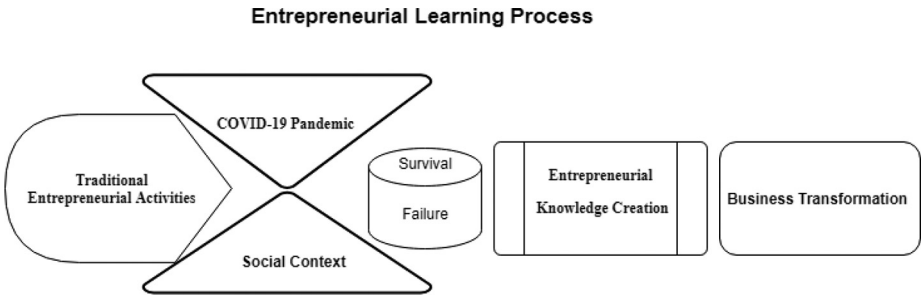 Entrepreneurial Learning Process
COVID-19 Pandemic
Traditional
Entrepreneurial Activities
Social Context
Survival
Failure
Entrepreneurial
Knowledge Creation
Business Transformation